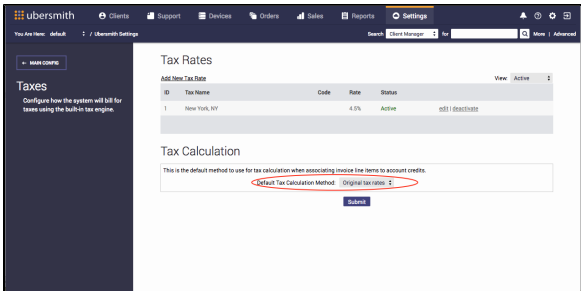 ubersmith
Clients
Support
Devices
Orders
Sales
Reports
Settings
You Are Here: default / Ubersmith Settings
Search Client Manager for
More | Advanced
← MAIN CONFIG
Taxes
Configure how the system will bill for
taxes using the built-in tax engine.
Tax Rates
Add New Tax Rate
View: Active
ID Tax Name Code Rate Status
1 New York, NY 4.5% Active edit | deactivate
Tax Calculation
This is the default method to use for tax calculation when associating invoice line items to account credits.
Default Tax Calculation Method: Original tax rates
Submit